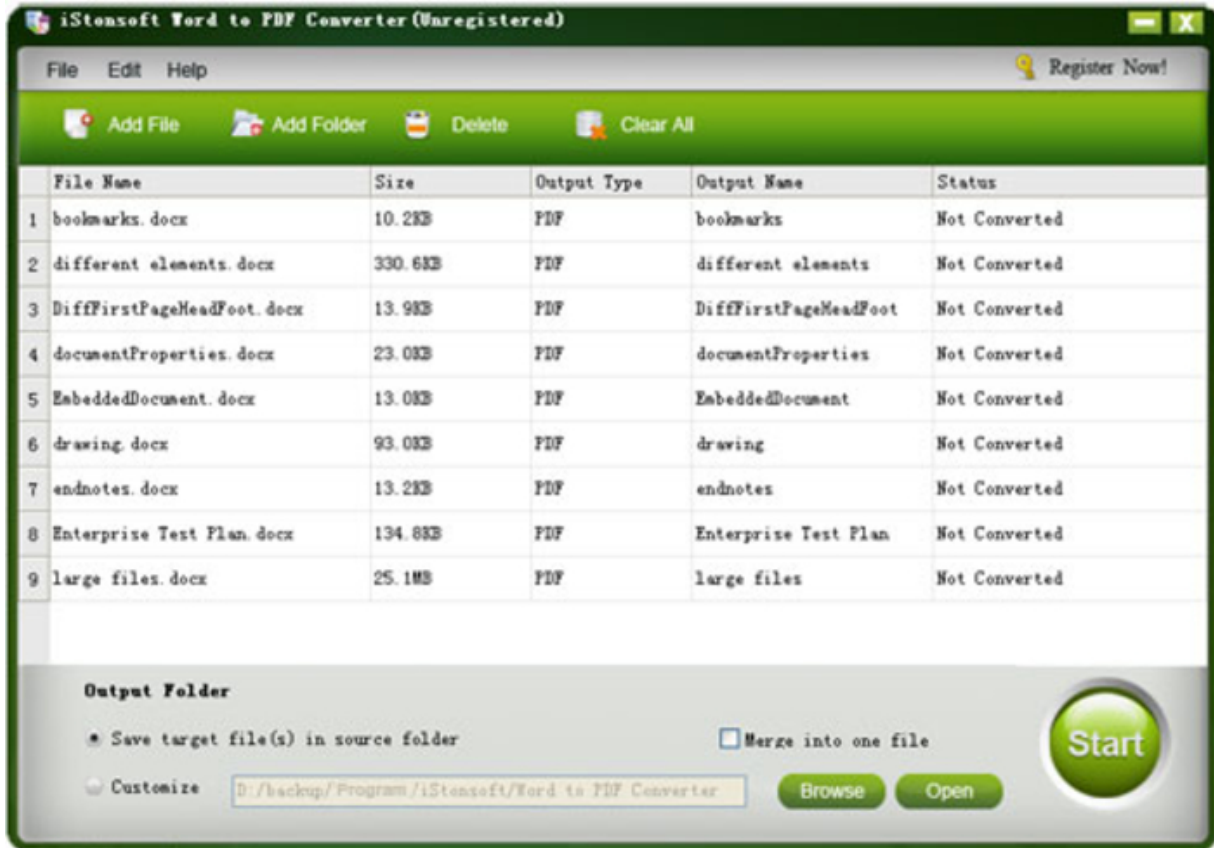 iStonsoft Word to PDF Converter(Unregistered)
File Edit Help Register Now!
Add File Add Folder Delete Clear All
File Name Size Output Type Output Name Status
1 bookmarks.docx 10.2KB PDF bookmarks Not Converted
2 different elements.docx 330.6KB PDF different elements Not Converted
3 DiffFirstPageHeadFoot.docx 13.9KB PDF DiffFirstPageHeadFoot Not Converted
4 documentProperties.docx 23.0KB PDF documentProperties Not Converted
5 EmbeddedDocument.docx 13.0KB PDF EmbeddedDocument Not Converted
6 drawing.docx 93.0KB PDF drawing Not Converted
7 endnotes.docx 13.2KB PDF endnotes Not Converted
8 Enterprise Test Plan.docx 134.8KB PDF Enterprise Test Plan Not Converted
9 large files.docx 25.1MB PDF large files Not Converted
Output Folder
Save target file(s) in source folder Merge into one file
Start
Customize D:/backup/Program/iStonsoft/Word to PDF Converter Browse Open